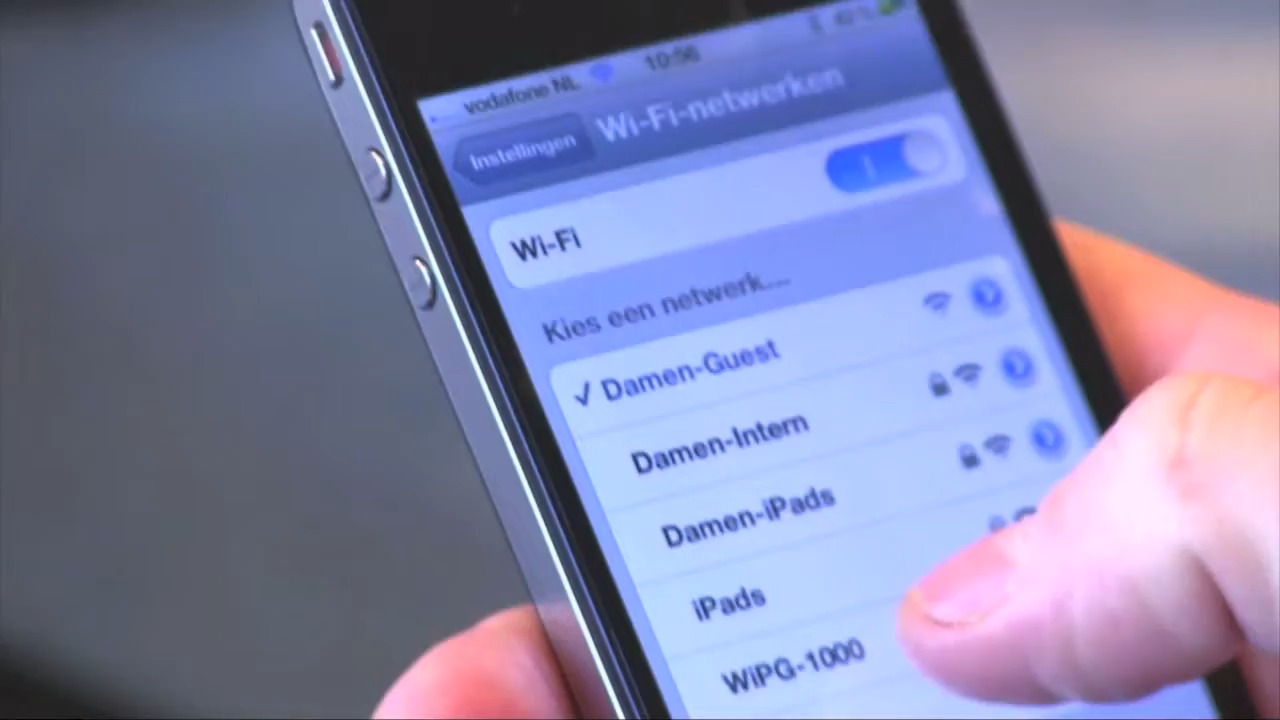 vodafone NL 10:56
Instellingen Wi-Fi-netwerken
Wi-Fi
Kies een netwerk...
✓ Damen-Guest
Damen-Intern
Damen-iPads
iPads
WiPG-1000